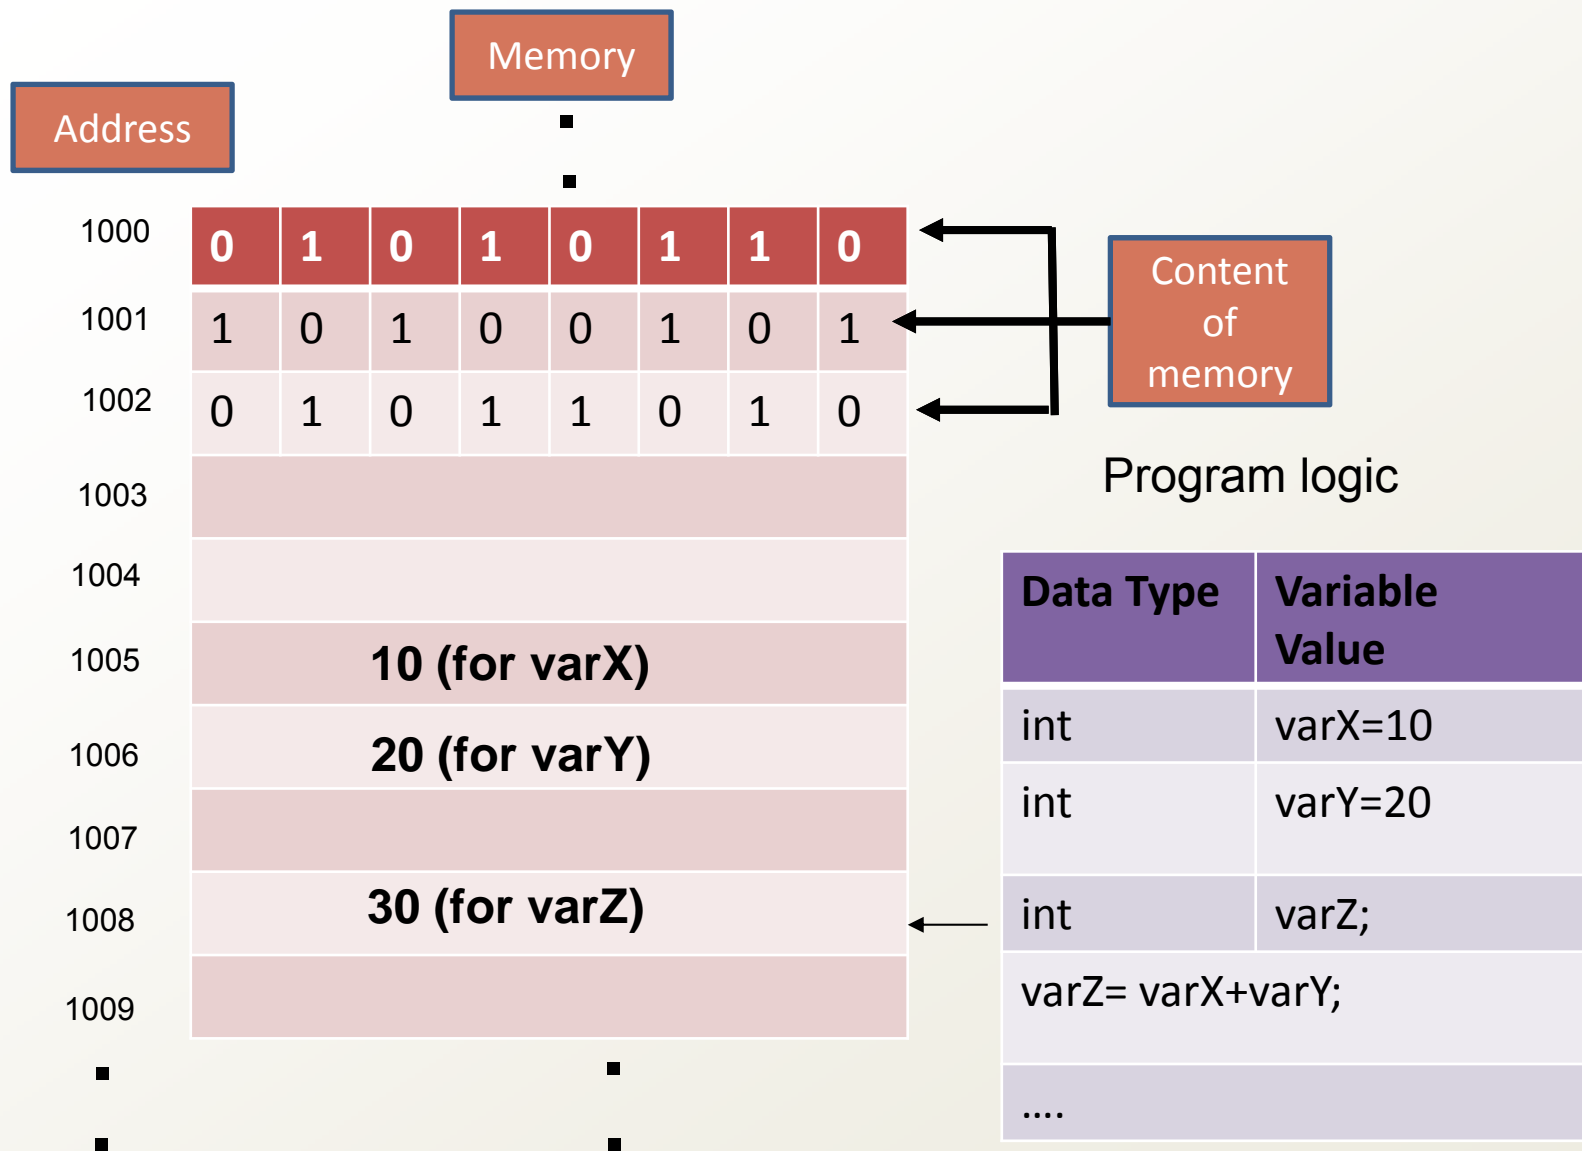 Memory
Address
1000
0 1 0 1 0 1 1 0
1001
1 0 1 0 0 1 0 1
1002
0 1 0 1 1 0 1 0
Content
of
memory
1003
1004
1005
10 (for varX)
1006
20 (for varY)
1007
1008
30 (for varZ)
1009
Program logic
Data Type Variable
Value
int varX=10
int varY=20
int varZ;
varZ= varX+varY;
....